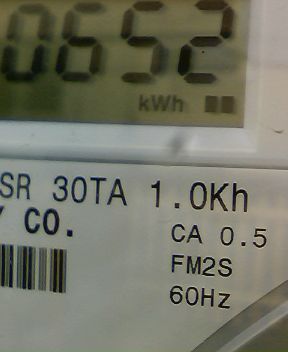 0652
kWh
SR 30TA 1.0Kh
Y CO.
CA 0.5
FM2S
60Hz